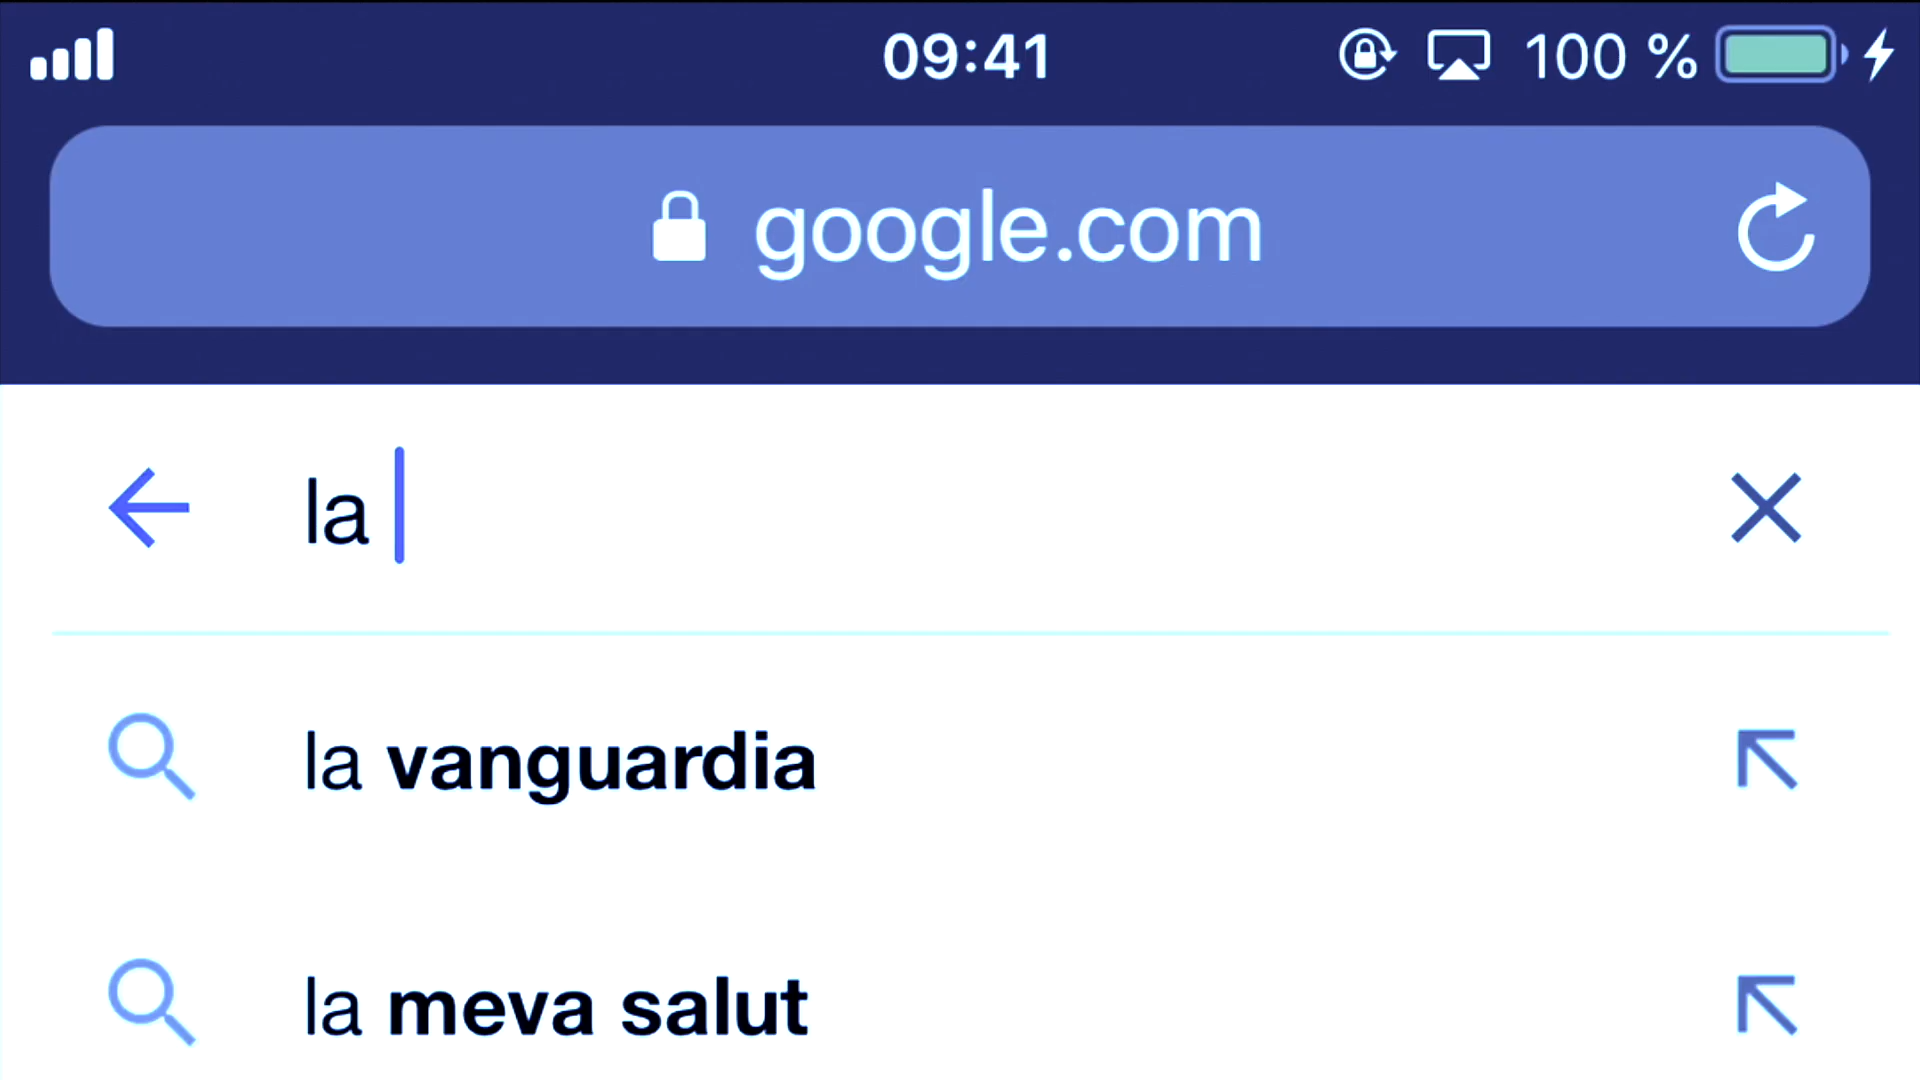 09:41
100 %
google.com
la
la vanguardia
la meva salut